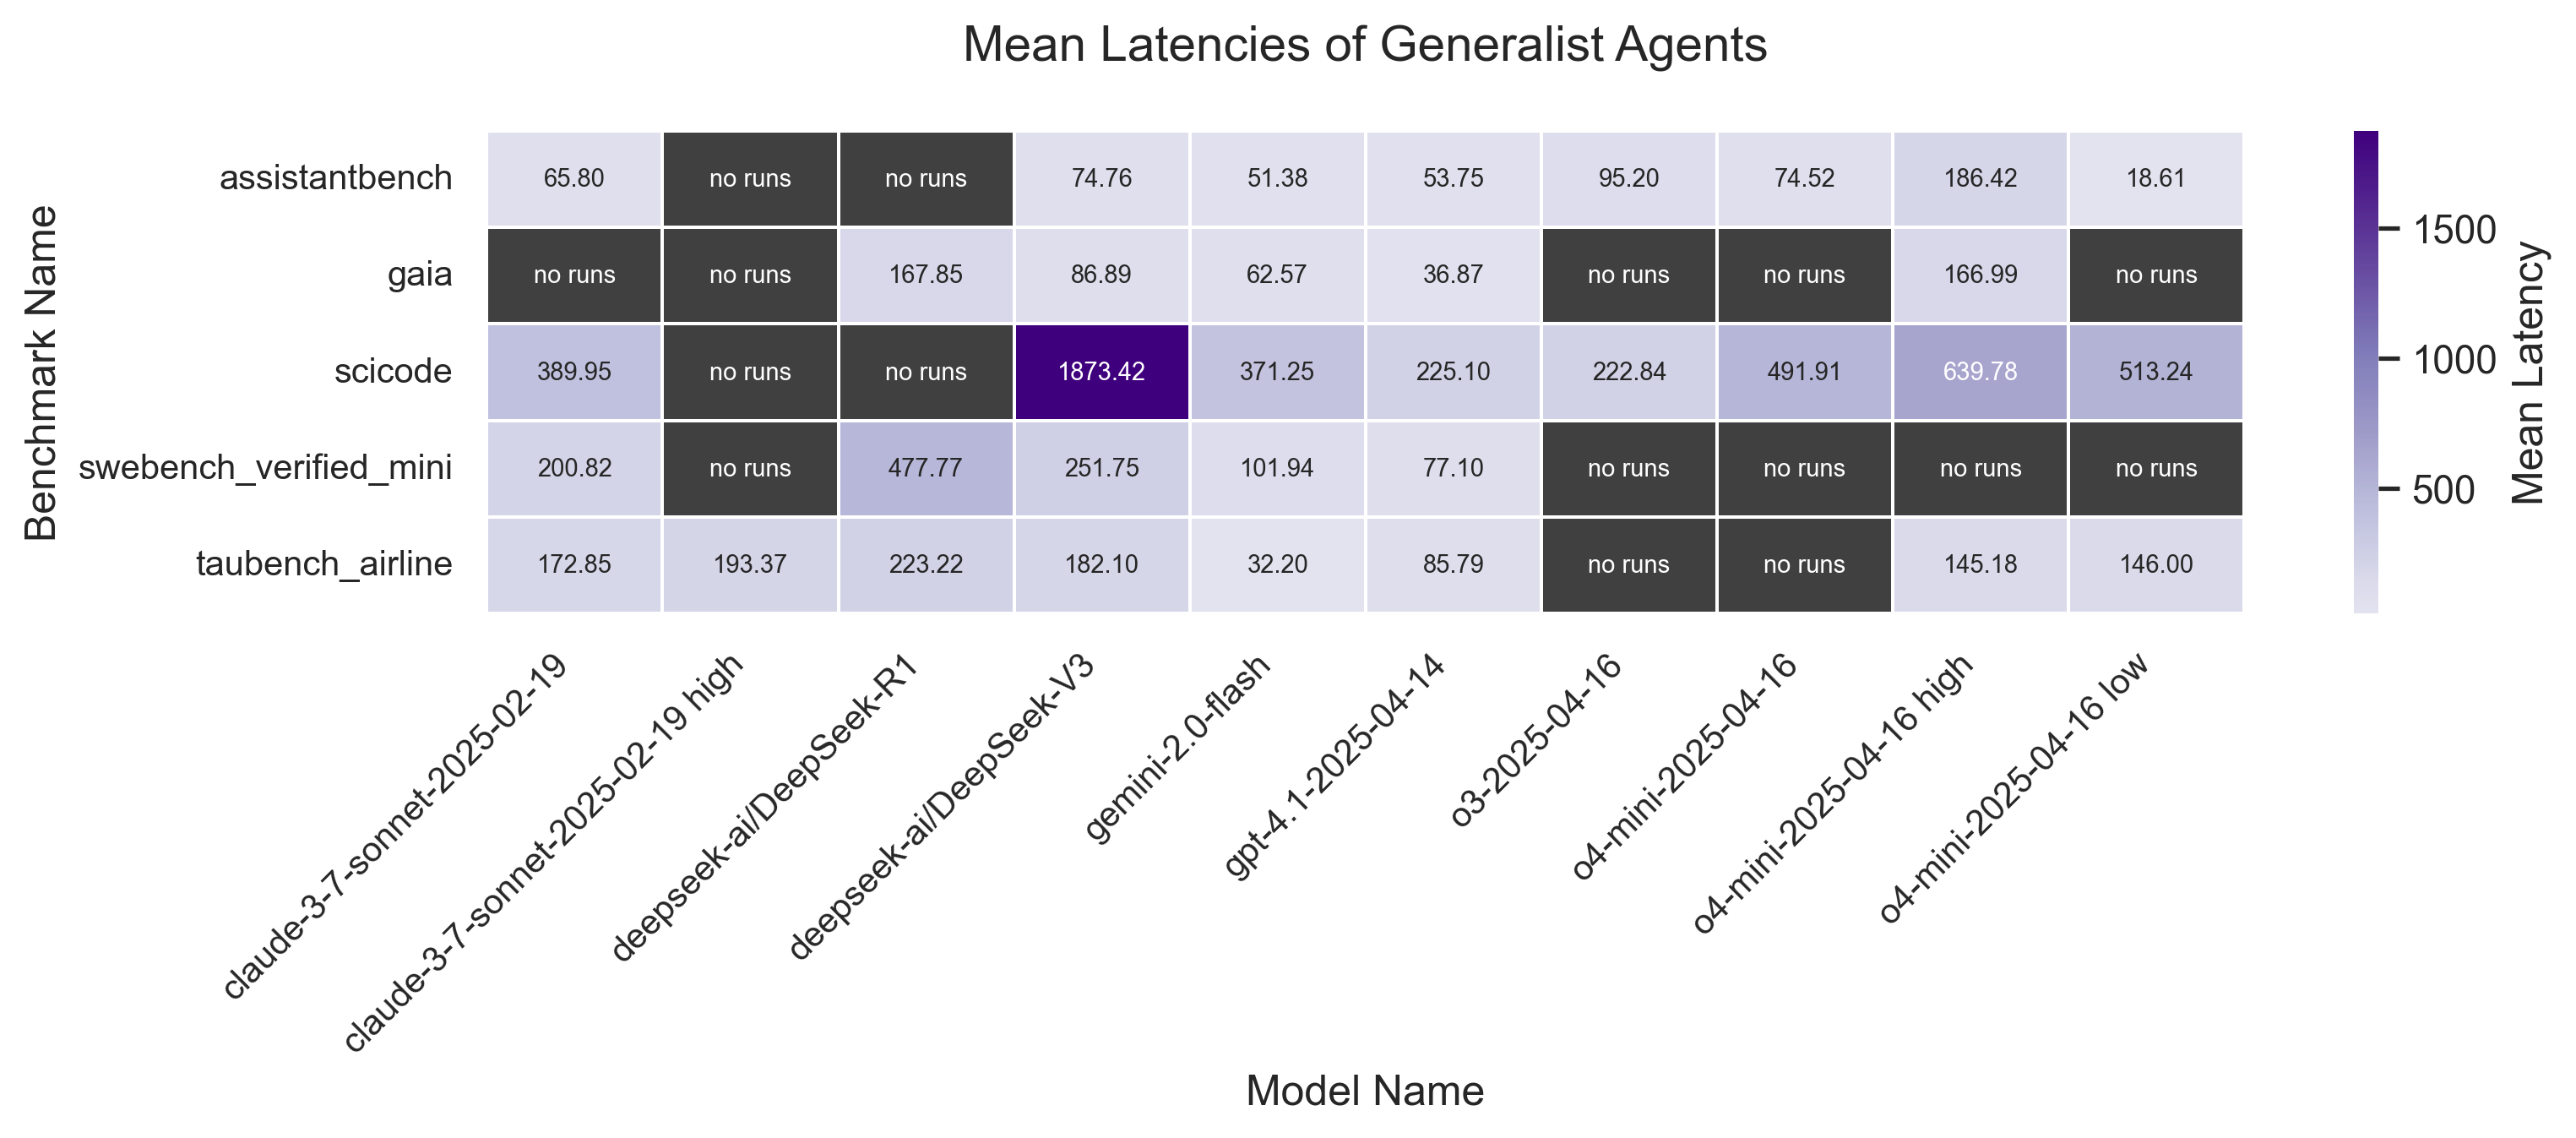 Mean Latencies of Generalist Agents
Benchmark Name
assistantbench 65.80 no runs no runs 74.76 51.38 53.75 95.20 74.52 186.42 18.61
gaia no runs no runs 167.85 86.89 62.57 36.87 no runs no runs 166.99 no runs
scicode 389.95 no runs no runs 1873.42 371.25 225.10 222.84 491.91 639.78 513.24
swebench_verified_mini 200.82 no runs 477.77 251.75 101.94 77.10 no runs no runs no runs no runs
taubench_airline 172.85 193.37 223.22 182.10 32.20 85.79 no runs no runs 145.18 146.00
claude-3-7-sonnet-2025-02-19
claude-3-7-sonnet-2025-02-19 high
deepseek-ai/DeepSeek-R1
deepseek-ai/DeepSeek-V3
gemini-2.0-flash
gpt-4.1-2025-04-14
o3-2025-04-16
o4-mini-2025-04-16
o4-mini-2025-04-16 high
o4-mini-2025-04-16 low
Model Name
1500
1000
500
Mean Latency